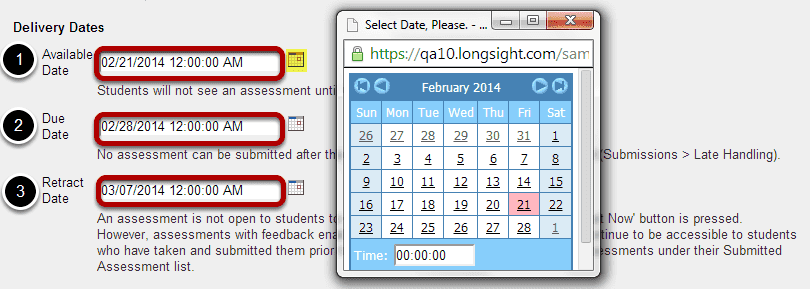 Delivery Dates
1 Available Date 02/21/2014 12:00:00 AM
Students will not see an assessment until
2 Due Date 02/28/2014 12:00:00 AM
No assessment can be submitted after the (Submissions > Late Handling).
3 Retract Date 03/07/2014 12:00:00 AM
An assessment is not open to students to t Now' button is pressed.
However, assessments with feedback ena tinue to be accessible to students
who have taken and submitted them prior sessments under their Submitted
Assessment list.
Select Date, Please. - ...
https://qa10.longsight.com/sam
February 2014
Sun Mon Tue Wed Thu Fri Sat
26 27 28 29 30 31 1
2 3 4 5 6 7 8
9 10 11 12 13 14 15
16 17 18 19 20 21 22
23 24 25 26 27 28 1
Time: 00:00:00